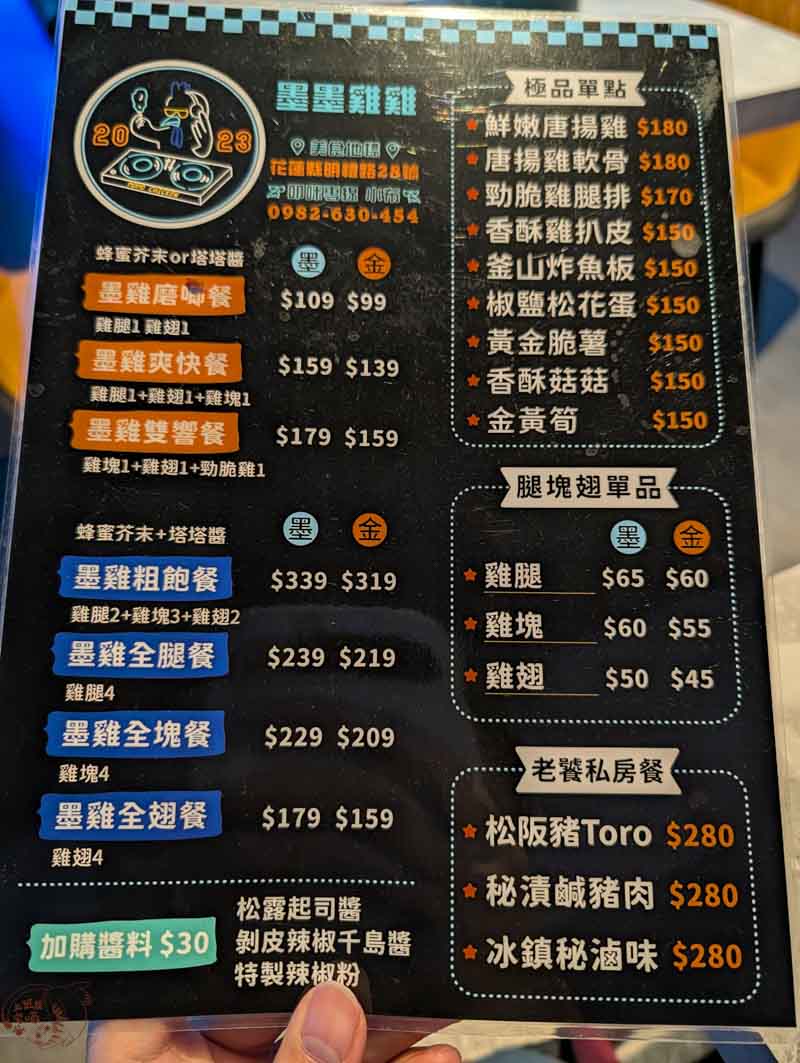 2023
MOMO CHICKEN
墨墨雞雞
美食地標
花蓮縣明禮路28號
0982-630-454
蜂蜜芥末or塔塔醬 墨 金
墨雞磨唧餐 $109 $99
雞腿1 雞翅1
墨雞爽快餐 $159 $139
雞腿1+雞翅1+雞塊1
墨雞雙響餐 $179 $159
雞塊1+雞翅1+勁脆雞1
蜂蜜芥末+塔塔醬 墨 金
墨雞粗飽餐 $339 $319
雞腿2+雞塊3+雞翅2
墨雞全腿餐 $239 $219
雞腿4
墨雞全塊餐 $229 $209
雞塊4
墨雞全翅餐 $179 $159
雞翅4
加購醬料 $30
松露起司醬
剝皮辣椒千島醬
特製辣椒粉
極品單點
鮮嫩唐揚雞 $180
唐揚雞軟骨 $180
勁脆雞腿排 $170
香酥雞扒皮 $150
釜山炸魚板 $150
椒鹽松花蛋 $150
黃金脆薯 $150
香酥菇菇 $150
金黃筍 $150
腿塊翅單品
墨 金
雞腿 $65 $60
雞塊 $60 $55
雞翅 $50 $45
老饕私房餐
松阪豬Toro $280
秘漬鹹豬肉 $280
冰鎮秘滷味 $280